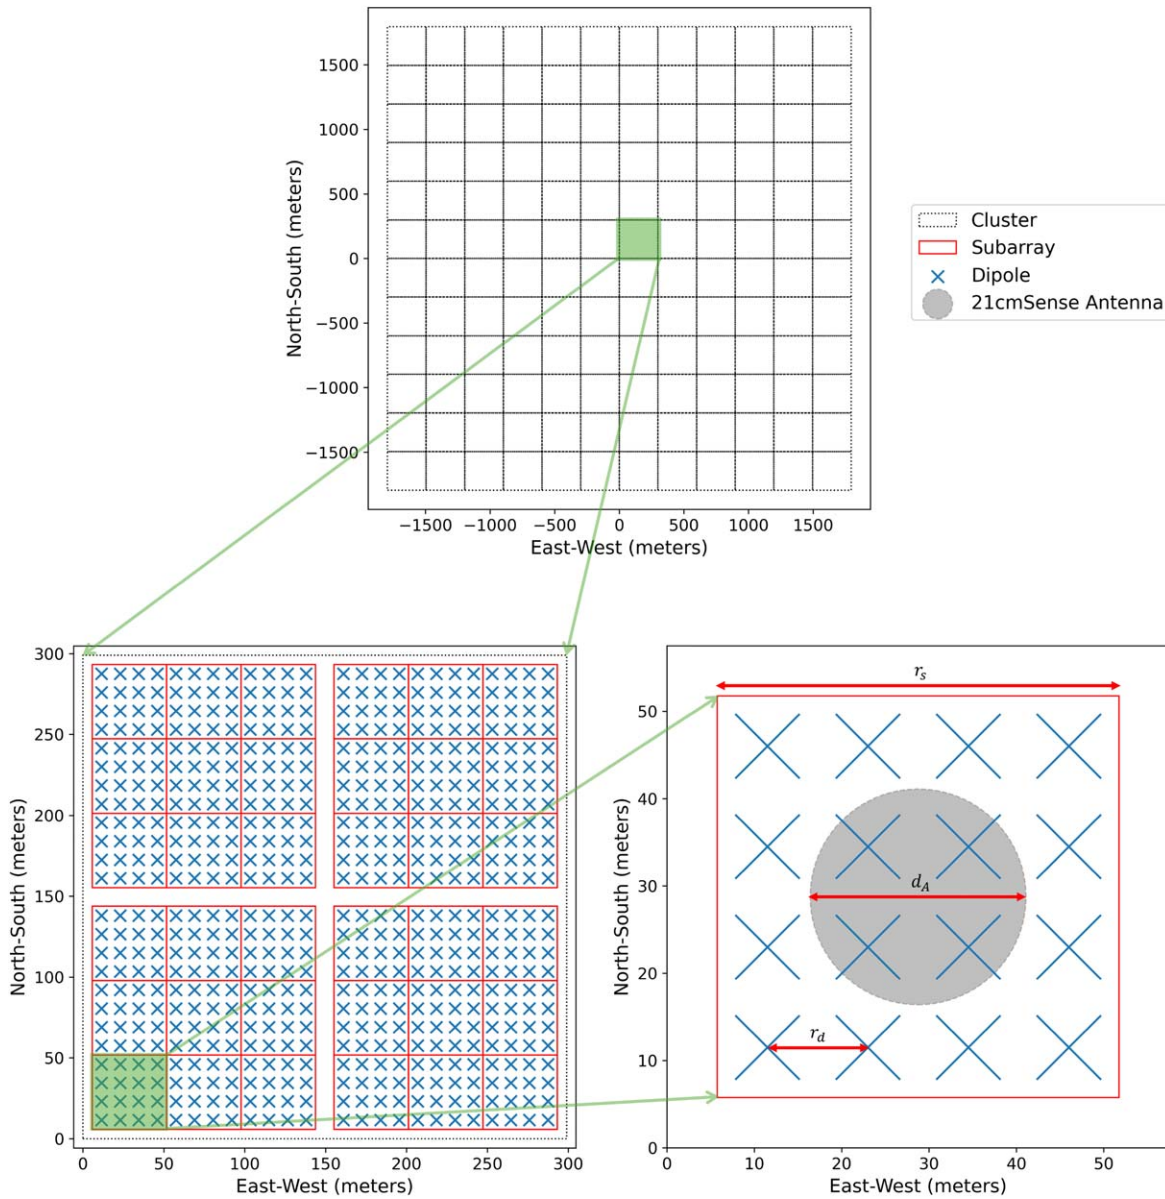 1500
1000
500
0
−500
−1000
−1500
North-South (meters)
−1500 −1000 −500 0 500 1000 1500
East-West (meters)
Cluster
Subarray
Dipole
21cmSense Antenna
300
250
200
150
100
50
0
North-South (meters)
0 50 100 150 200 250 300
East-West (meters)
r_s
d_A
r_d
50
40
30
20
10
0
North-South (meters)
0 10 20 30 40 50
East-West (meters)